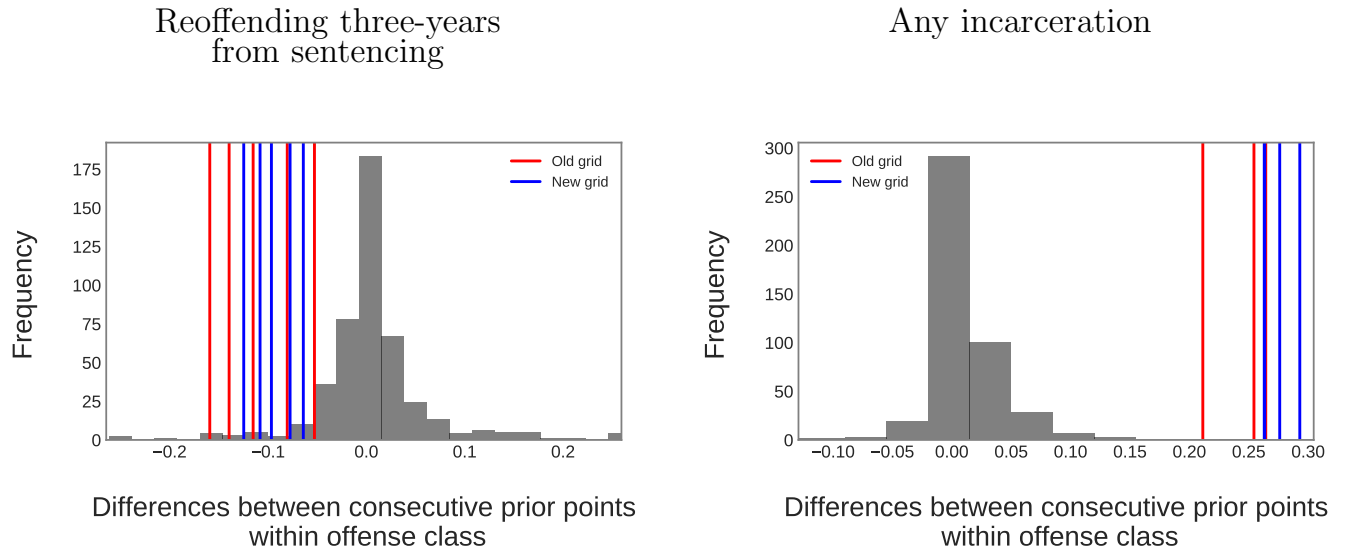 Reoffending three-years
from sentencing
Frequency
175
150
125
100
75
50
25
0
Old grid
New grid
−0.2
−0.1
0.0
0.1
0.2
Differences between consecutive prior points
within offense class
Any incarceration
Frequency
300
250
200
150
100
50
0
Old grid
New grid
−0.10
−0.05
0.00
0.05
0.10
0.15
0.20
0.25
0.30
Differences between consecutive prior points
within offense class